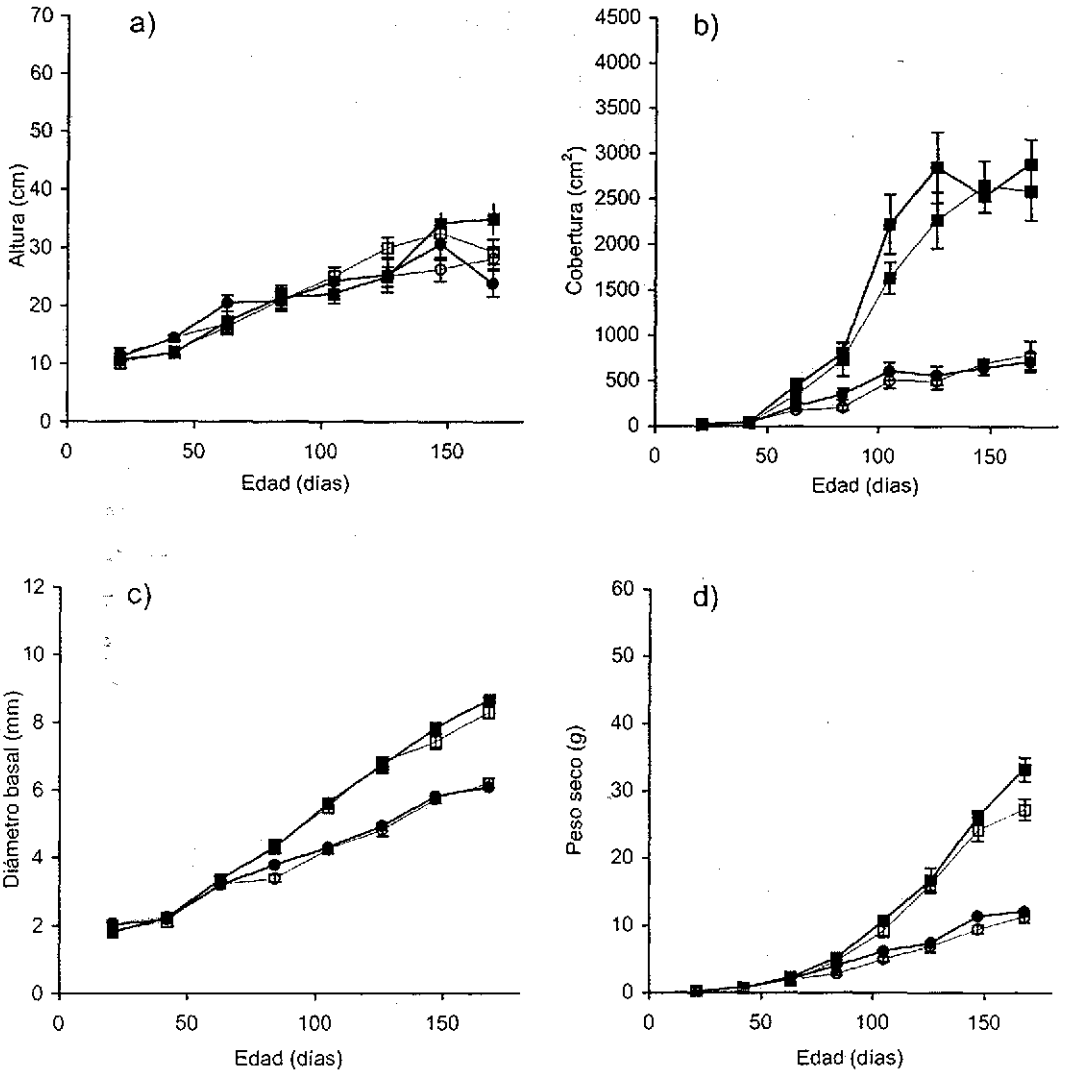 a)
70
60
50
40
30
20
10
0
Altura (cm)
0 50 100 150
Edad (días)
b)
4500
4000
3500
3000
2500
2000
1500
1000
500
0
Cobertura (cm²)
0 50 100 150
Edad (días)
c)
12
10
8
6
4
2
0
Diámetro basal (mm)
0 50 100 150
Edad (días)
d)
60
50
40
30
20
10
0
Peso seco (g)
0 50 100 150
Edad (días)